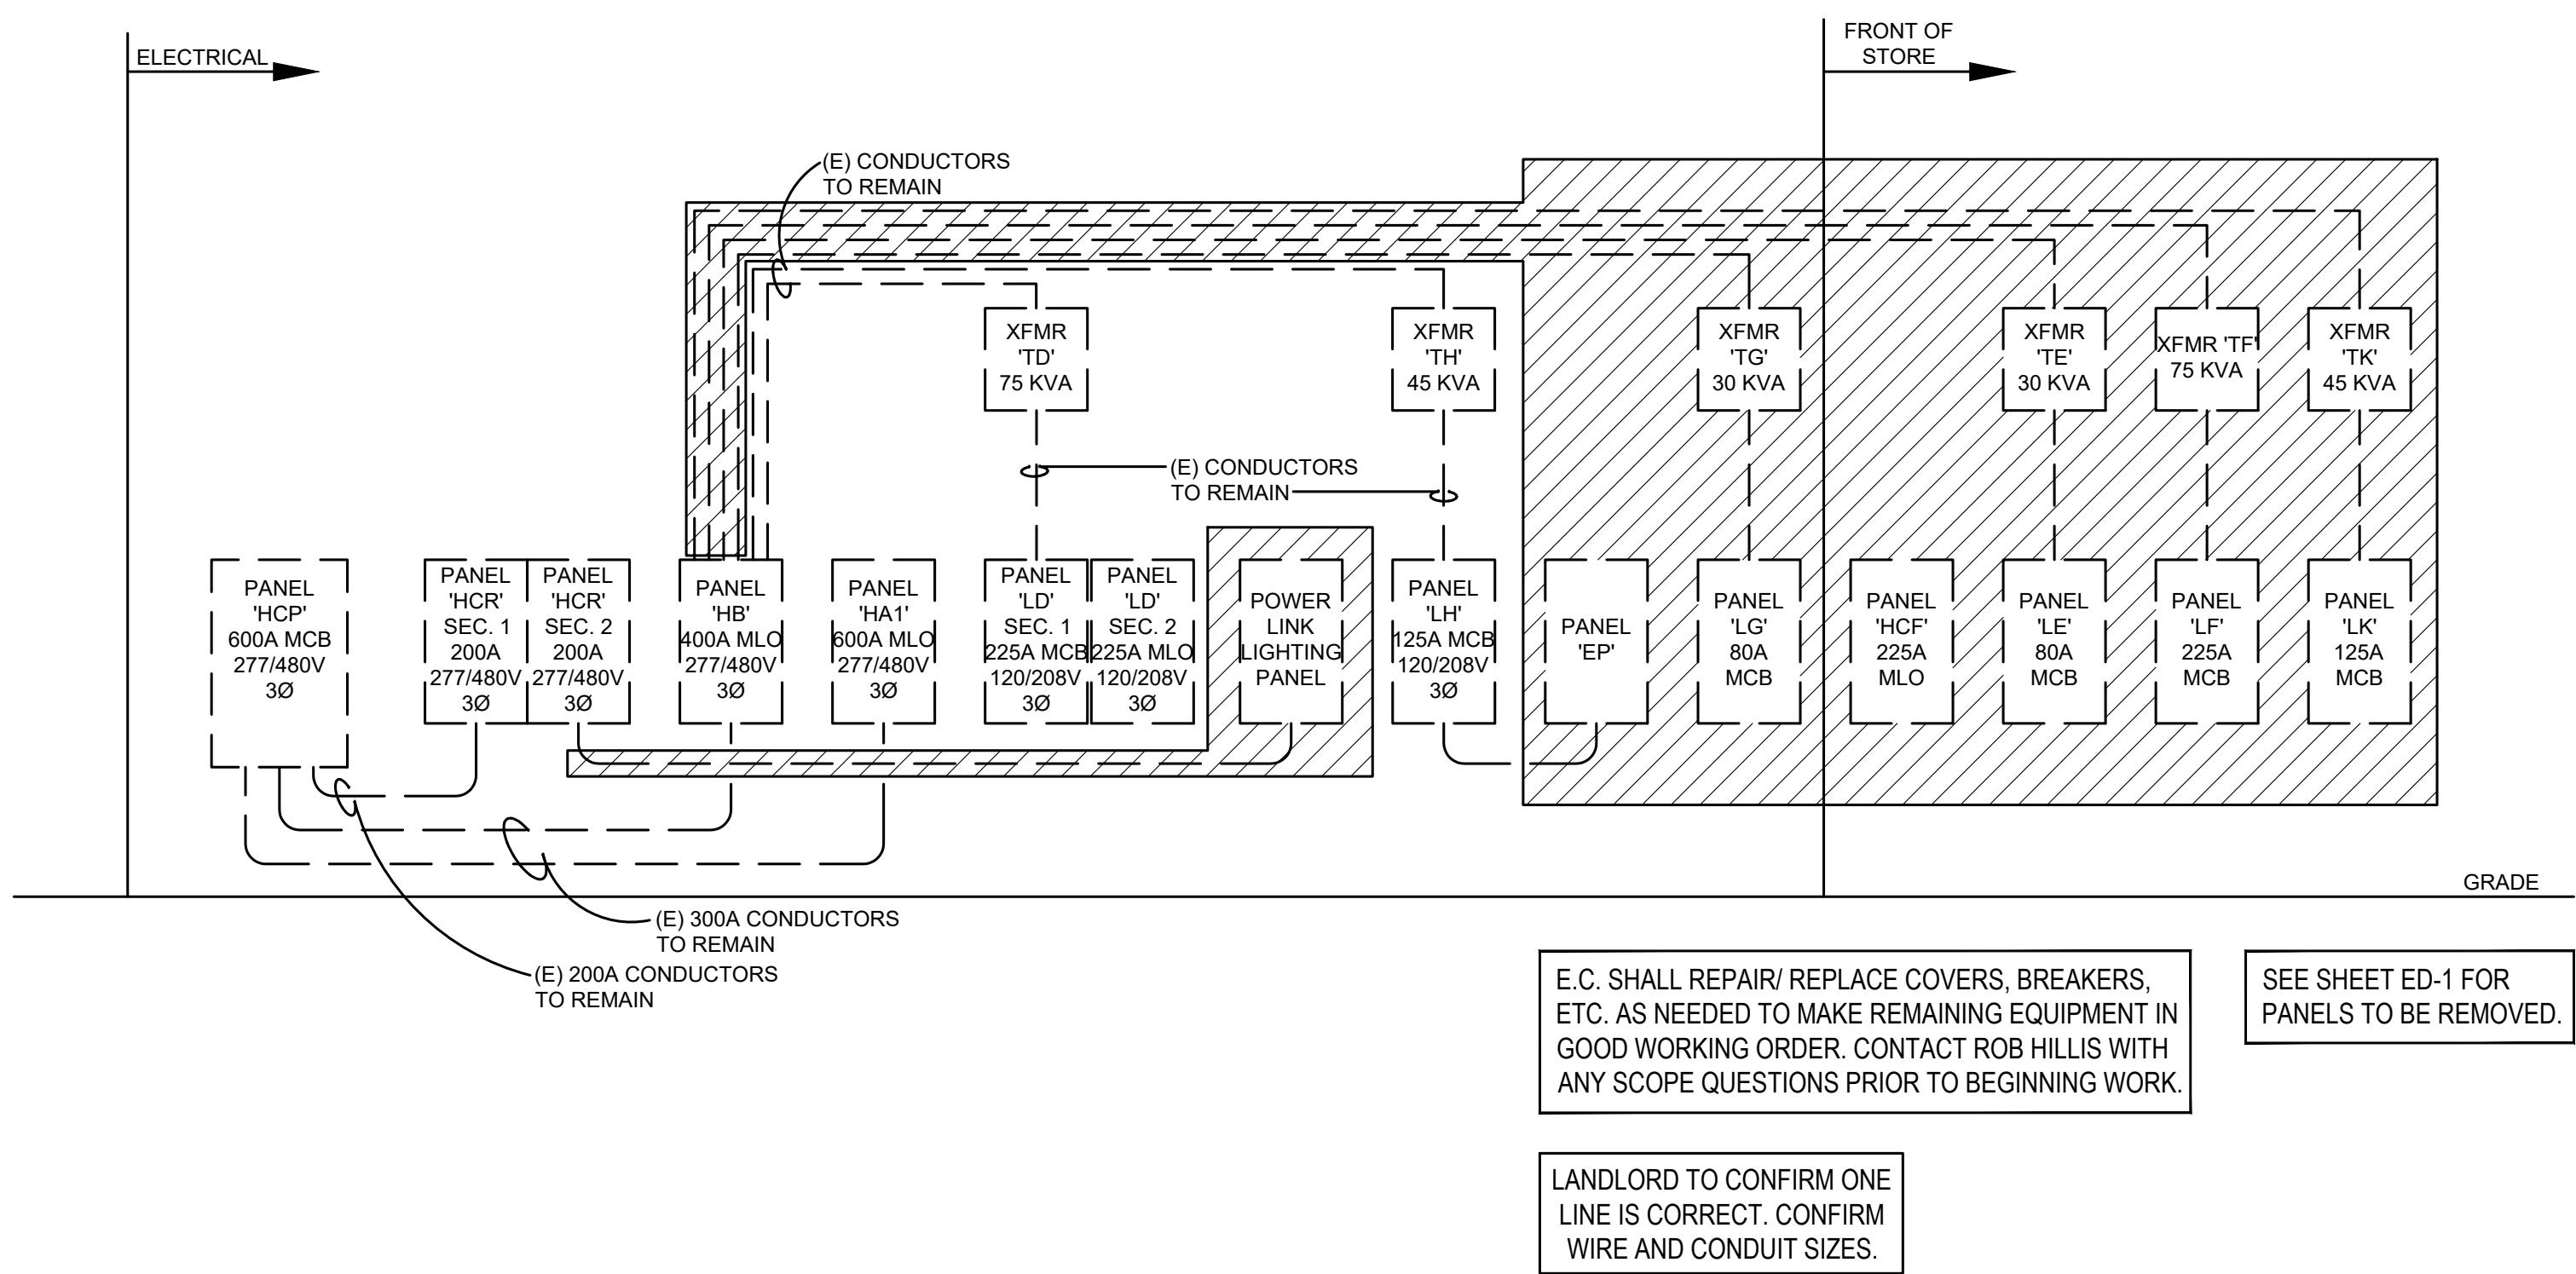 ELECTRICAL
FRONT OF
STORE
(E) CONDUCTORS
TO REMAIN
XFMR
'TD'
75 KVA
XFMR
'TH'
45 KVA
XFMR
'TG'
30 KVA
XFMR
'TE'
30 KVA
XFMR 'TF'
75 KVA
XFMR
'TK'
45 KVA
(E) CONDUCTORS
TO REMAIN
PANEL
'HCP'
600A MCB
277/480V
3Ø
PANEL
'HCR'
SEC. 1
200A
277/480V
3Ø
PANEL
'HCR'
SEC. 2
200A
277/480V
3Ø
PANEL
'HB'
400A MLO
277/480V
3Ø
PANEL
'HA1'
600A MLO
277/480V
3Ø
PANEL
'LD'
SEC. 1
225A MCB
120/208V
3Ø
PANEL
'LD'
SEC. 2
225A MLO
120/208V
3Ø
POWER
LINK
LIGHTING
PANEL
PANEL
'LH'
125A MCB
120/208V
3Ø
PANEL
'EP'
PANEL
'LG'
80A
MCB
PANEL
'HCF'
225A
MLO
PANEL
'LE'
80A
MCB
PANEL
'LF'
225A
MCB
PANEL
'LK'
125A
MCB
GRADE
(E) 300A CONDUCTORS
TO REMAIN
(E) 200A CONDUCTORS
TO REMAIN
E.C. SHALL REPAIR/ REPLACE COVERS, BREAKERS,
ETC. AS NEEDED TO MAKE REMAINING EQUIPMENT IN
GOOD WORKING ORDER. CONTACT ROB HILLIS WITH
ANY SCOPE QUESTIONS PRIOR TO BEGINNING WORK.
SEE SHEET ED-1 FOR
PANELS TO BE REMOVED.
LANDLORD TO CONFIRM ONE
LINE IS CORRECT. CONFIRM
WIRE AND CONDUIT SIZES.